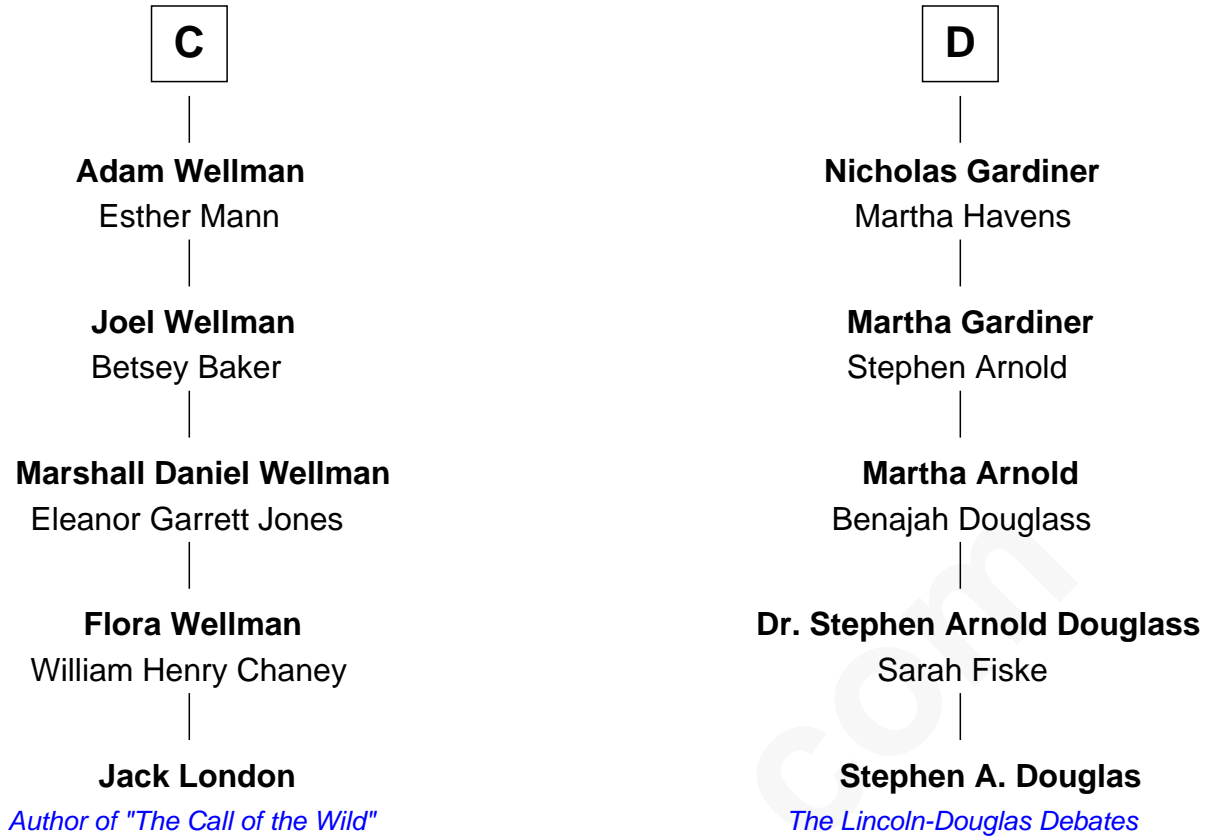 C
Adam Wellman
Esther Mann
Joel Wellman
Betsey Baker
Marshall Daniel Wellman
Eleanor Garrett Jones
Flora Wellman
William Henry Chaney
Jack London
Author of "The Call of the Wild"
D
Nicholas Gardiner
Martha Havens
Martha Gardiner
Stephen Arnold
Martha Arnold
Benajah Douglass
Dr. Stephen Arnold Douglass
Sarah Fiske
Stephen A. Douglas
The Lincoln-Douglas Debates
com